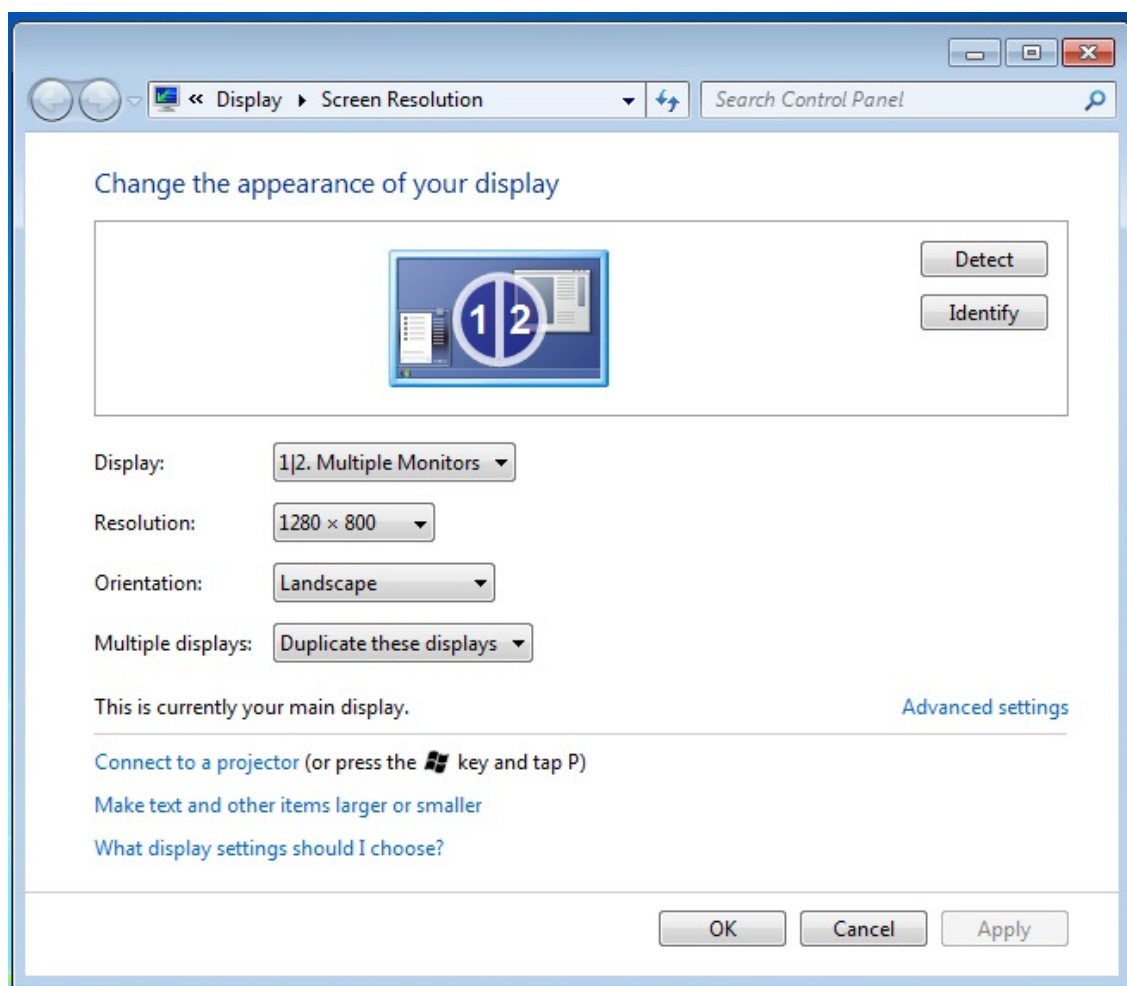 « Display ▸ Screen Resolution Search Control Panel
Change the appearance of your display
1 2
Detect
Identify
Display: 1|2. Multiple Monitors
Resolution: 1280 × 800
Orientation: Landscape
Multiple displays: Duplicate these displays
This is currently your main display. Advanced settings
Connect to a projector (or press the key and tap P)
Make text and other items larger or smaller
What display settings should I choose?
OK Cancel Apply